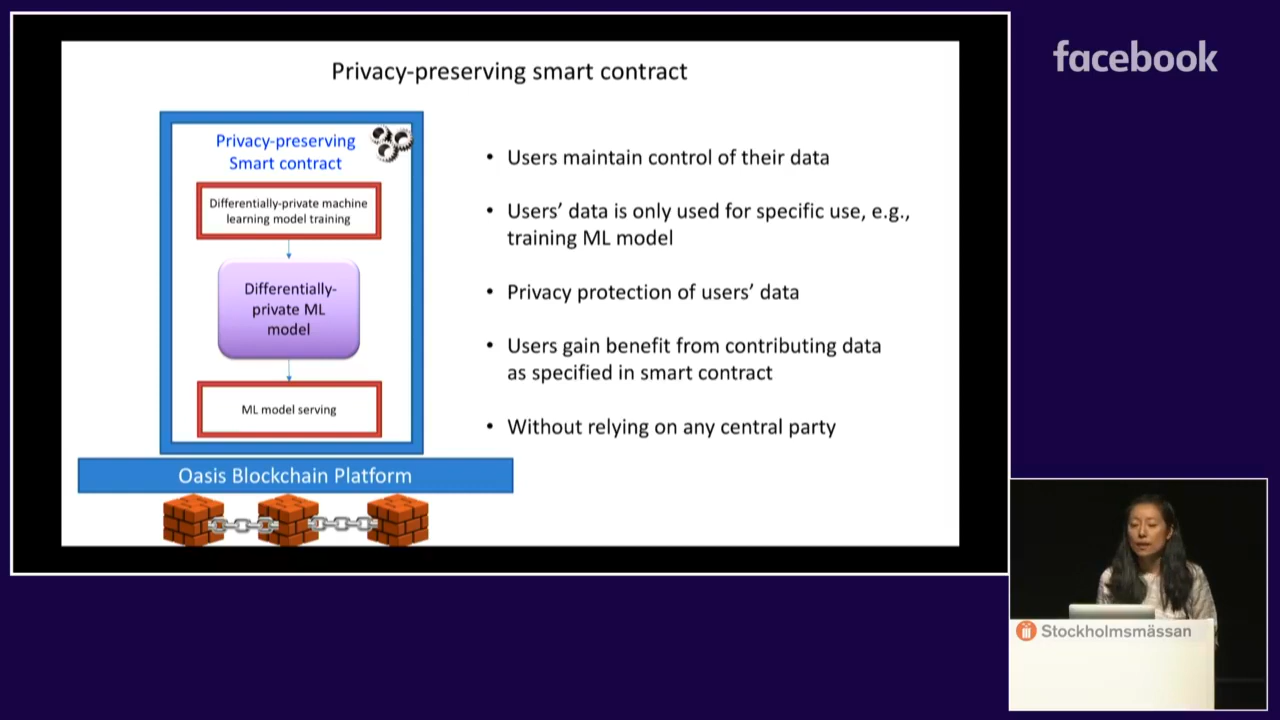 Privacy-preserving smart contract
facebook
Privacy-preserving
Smart contract
Differentially-private machine
learning model training
Differentially-
private ML
model
ML model serving
Oasis Blockchain Platform
• Users maintain control of their data
• Users’ data is only used for specific use, e.g.,
training ML model
• Privacy protection of users’ data
• Users gain benefit from contributing data
as specified in smart contract
• Without relying on any central party
Stockholmsmässan